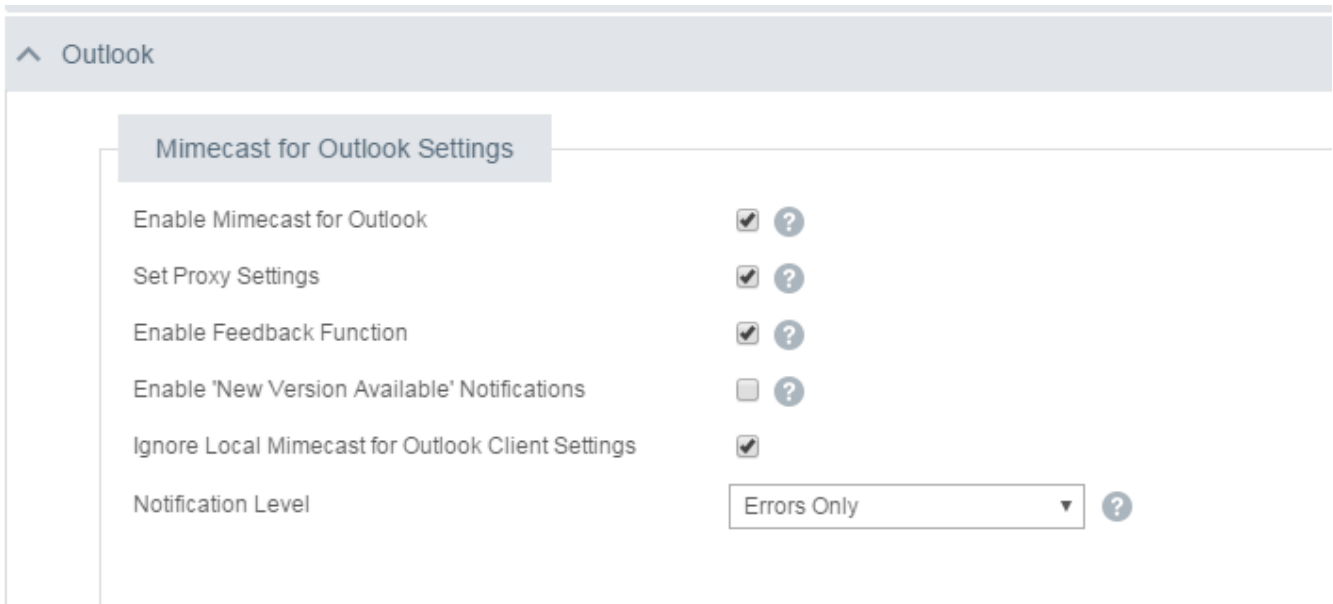 Outlook
Mimecast for Outlook Settings
Enable Mimecast for Outlook ?
Set Proxy Settings ?
Enable Feedback Function ?
Enable 'New Version Available' Notifications ?
Ignore Local Mimecast for Outlook Client Settings
Notification Level Errors Only ?